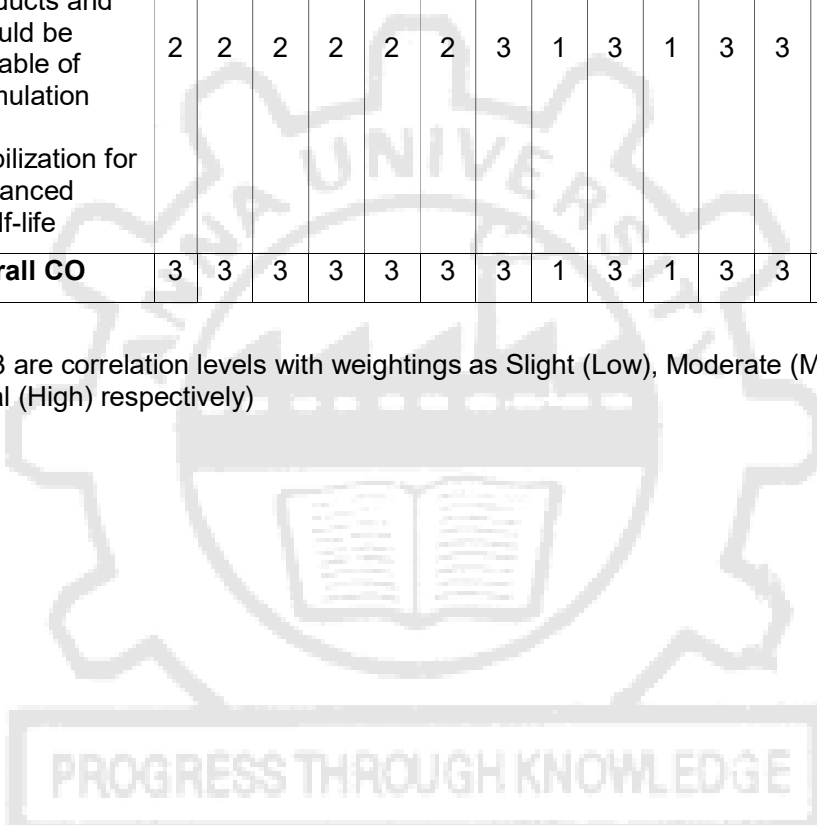 ducts and
uld be
able of
mulation
2 2 2 2 2 2 3 1 3 1 3 3
bilization for
anced
lf-life
rall CO 3 3 3 3 3 3 3 1 3 1 3 3
3 are correlation levels with weightings as Slight (Low), Moderate (M
al (High) respectively)
ANNA UNIVERSITY
PROGRESS THROUGH KNOWLEDGE